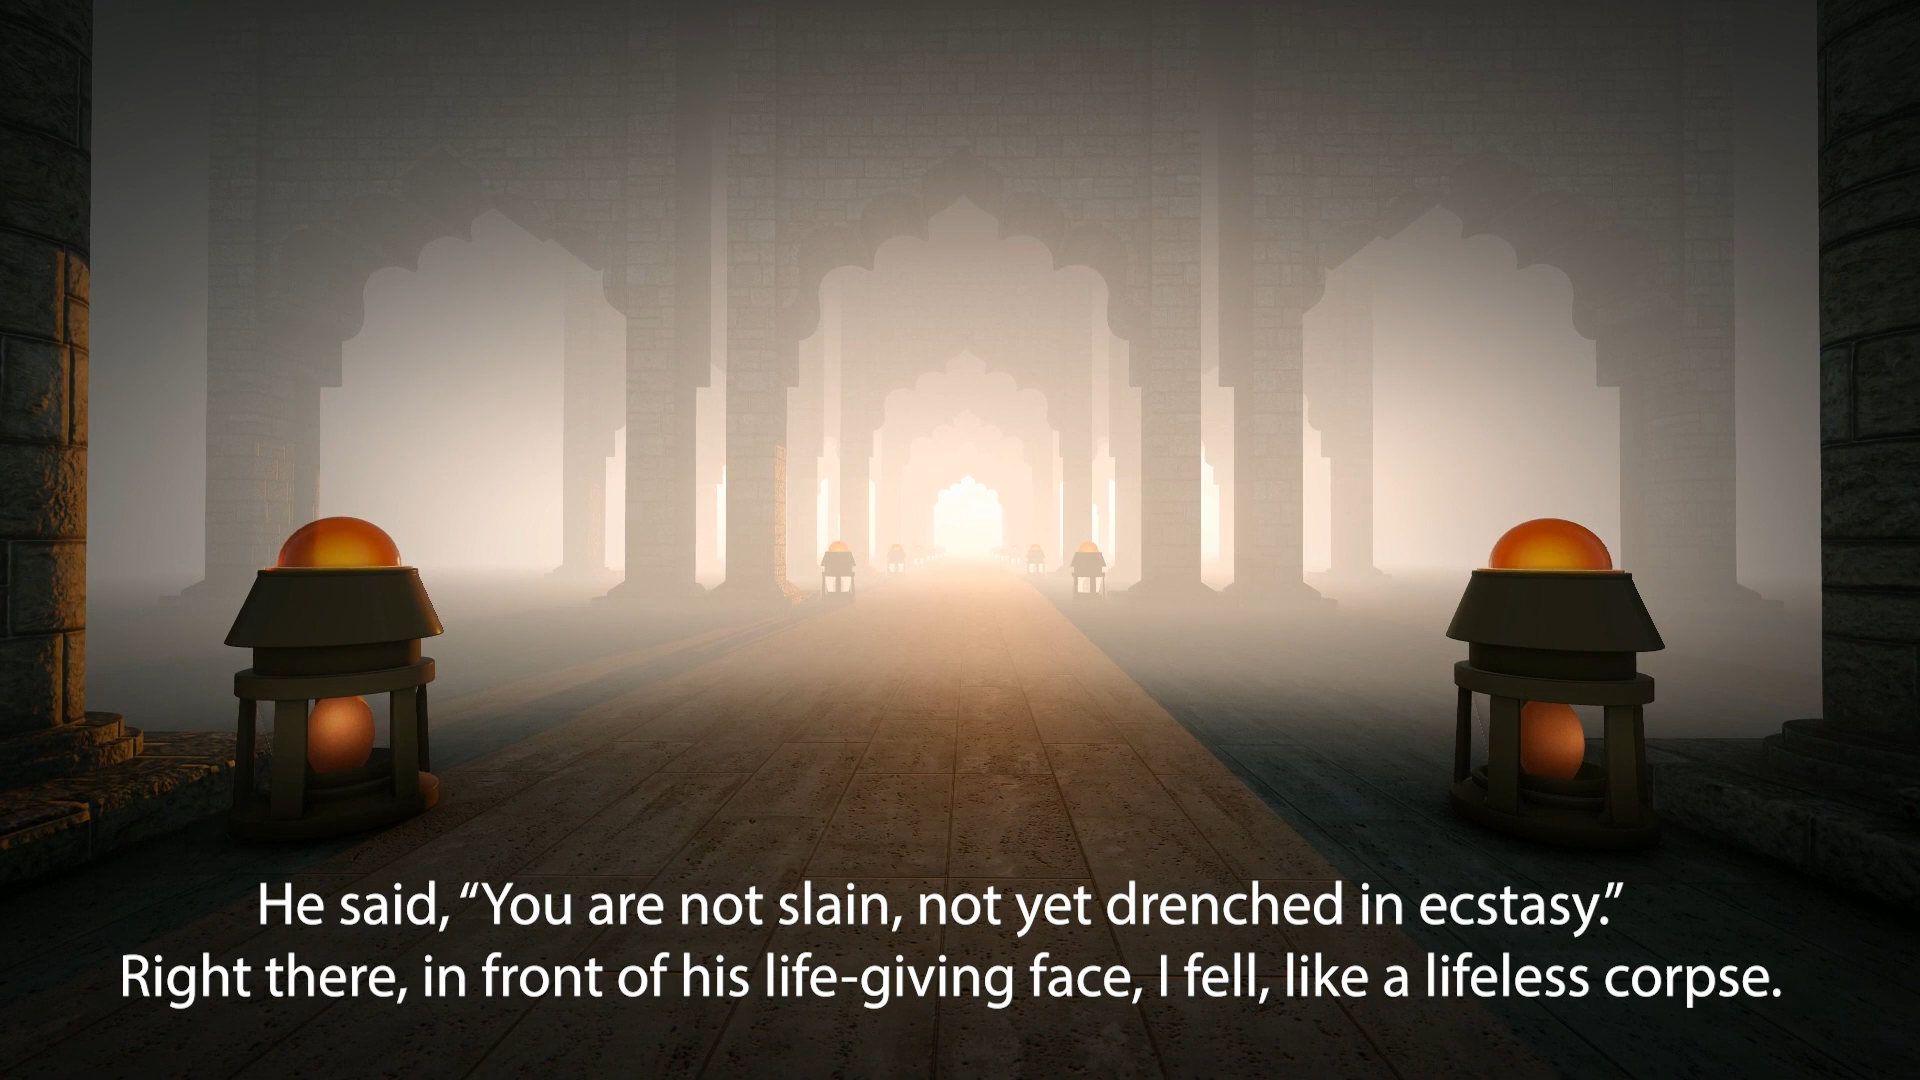 He said, “You are not slain, not yet drenched in ecstasy.”
Right there, in front of his life-giving face, I fell, like a lifeless corpse.